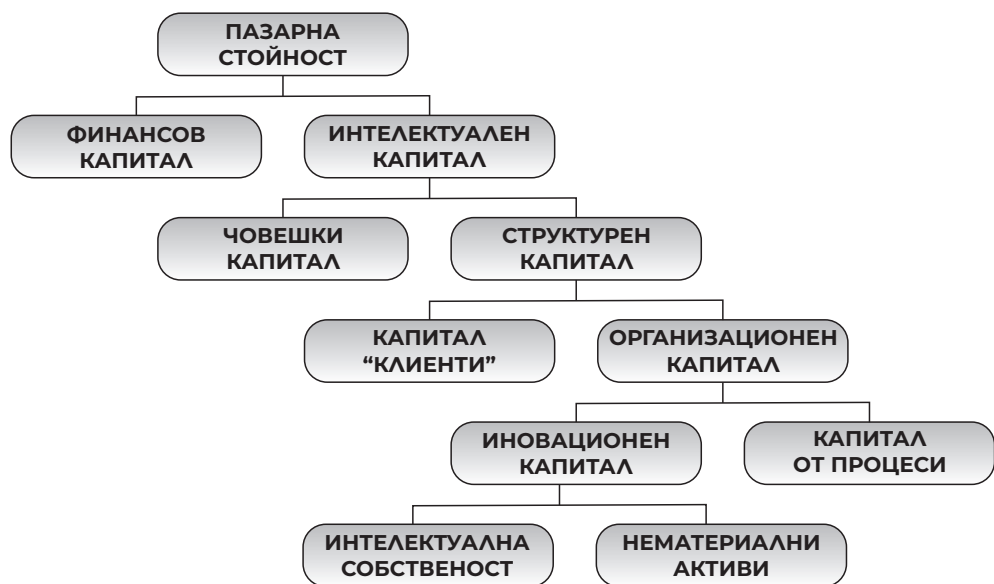 ПАЗАРНА
СТОЙНОСТ
ФИНАНСОВ
КАПИТАЛ
ИНТЕЛЕКТУАЛЕН
КАПИТАЛ
ЧОВЕШКИ
КАПИТАЛ
СТРУКТУРЕН
КАПИТАЛ
КАПИТАЛ
“КЛИЕНТИ”
ОРГАНИЗАЦИОНЕН
КАПИТАЛ
ИНОВАЦИОНЕН
КАПИТАЛ
КАПИТАЛ
ОТ ПРОЦЕСИ
ИНТЕЛЕКТУАЛНА
СОБСТВЕНОСТ
НЕМАТЕРИАЛНИ
АКТИВИ